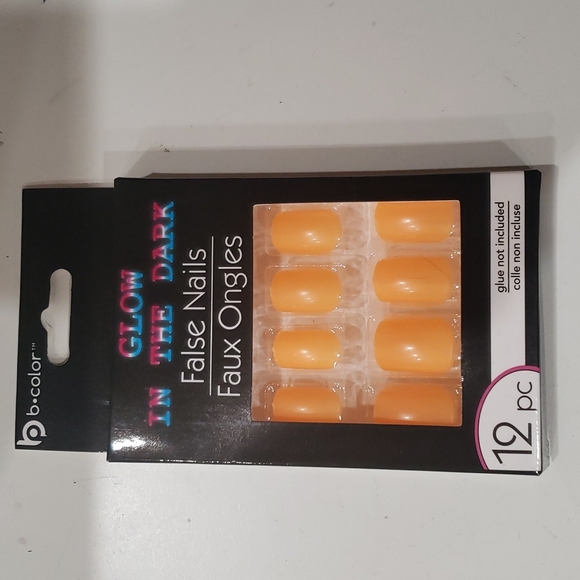 b•color™
GLOW
IN THE DARK
False Nails
Faux Ongles
glue not included
colle non incluse
12 pc